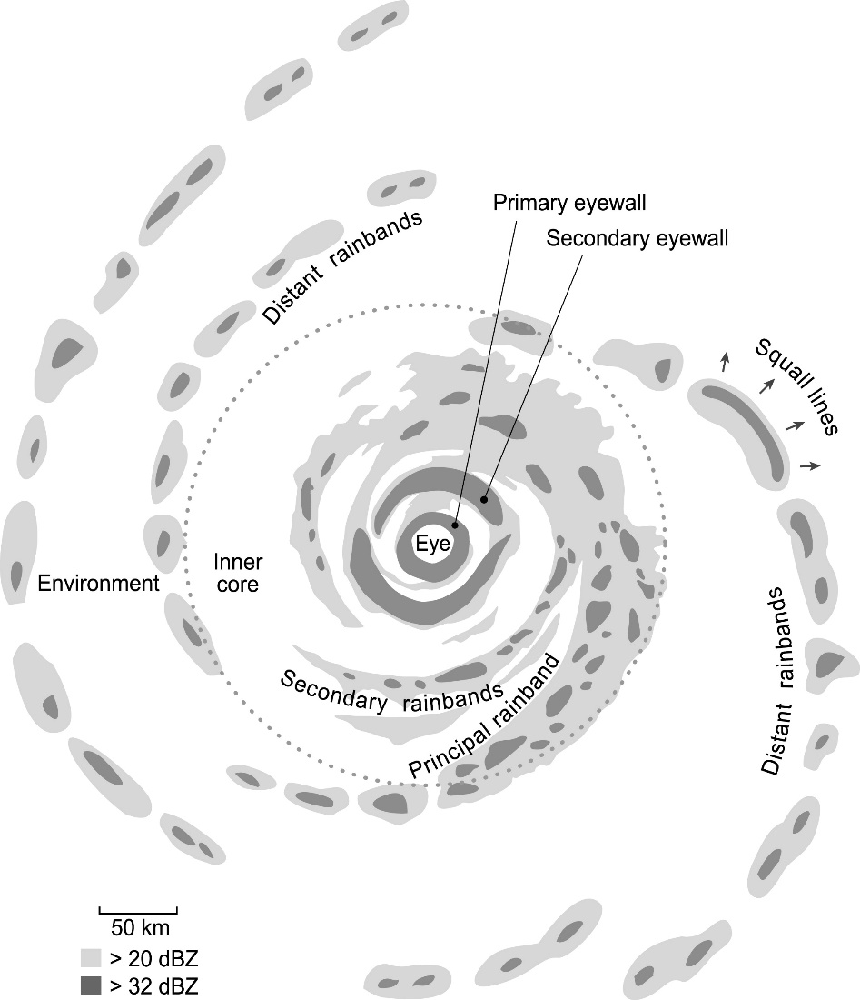 Primary eyewall
Secondary eyewall
Distant rainbands
Squall lines
Eye
Inner
core
Environment
Secondary rainbands
Principal rainband
Distant rainbands
50 km
> 20 dBZ
> 32 dBZ